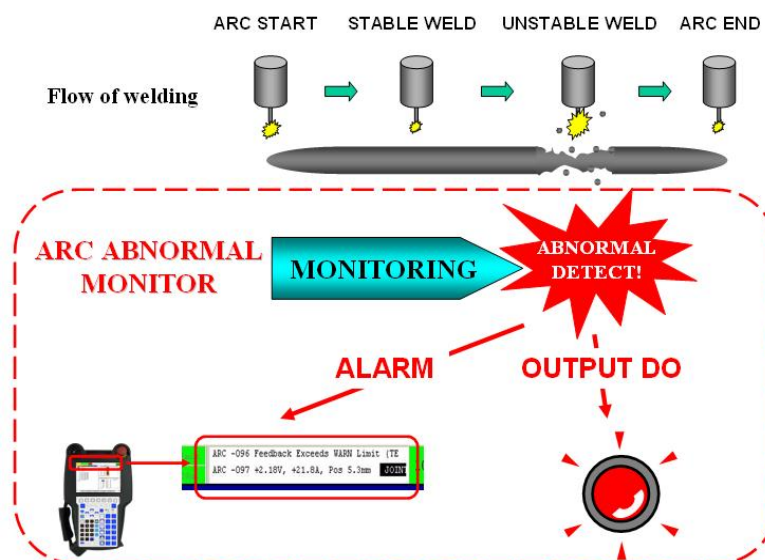 ARC START STABLE WELD UNSTABLE WELD ARC END
Flow of welding
ARC ABNORMAL
MONITOR
MONITORING
ABNORMAL
DETECT!
ALARM
OUTPUT DO
ARC -096 Feedback Exceeds WARN Limit (TE
ARC -097 +2.18V, +21.8A, Pos 5.3mm JOINT